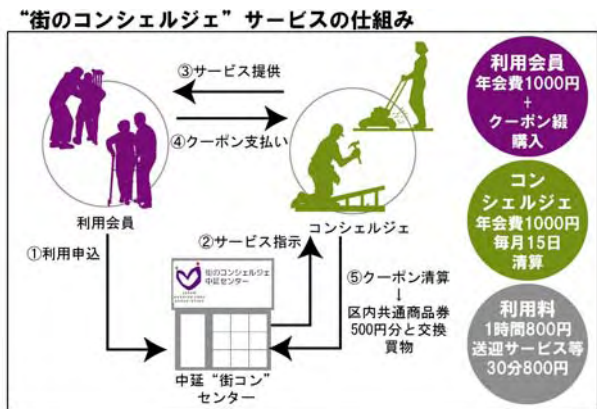 “街のコンシェルジェ”サービスの仕組み
③サービス提供
④クーポン支払い
利用会員
コンシェルジェ
①利用申込
②サービス指示
街のコンシェルジェ
中延センター
⑤クーポン清算
↓
区内共通商品券
500円分と交換
買物
中延“街コン”
センター
利用会員
年会費1000円
+
クーポン綴
購入
コン
シェルジェ
年会費1000円
毎月15日
清算
利用料
1時間800円
送迎サービス等
30分800円